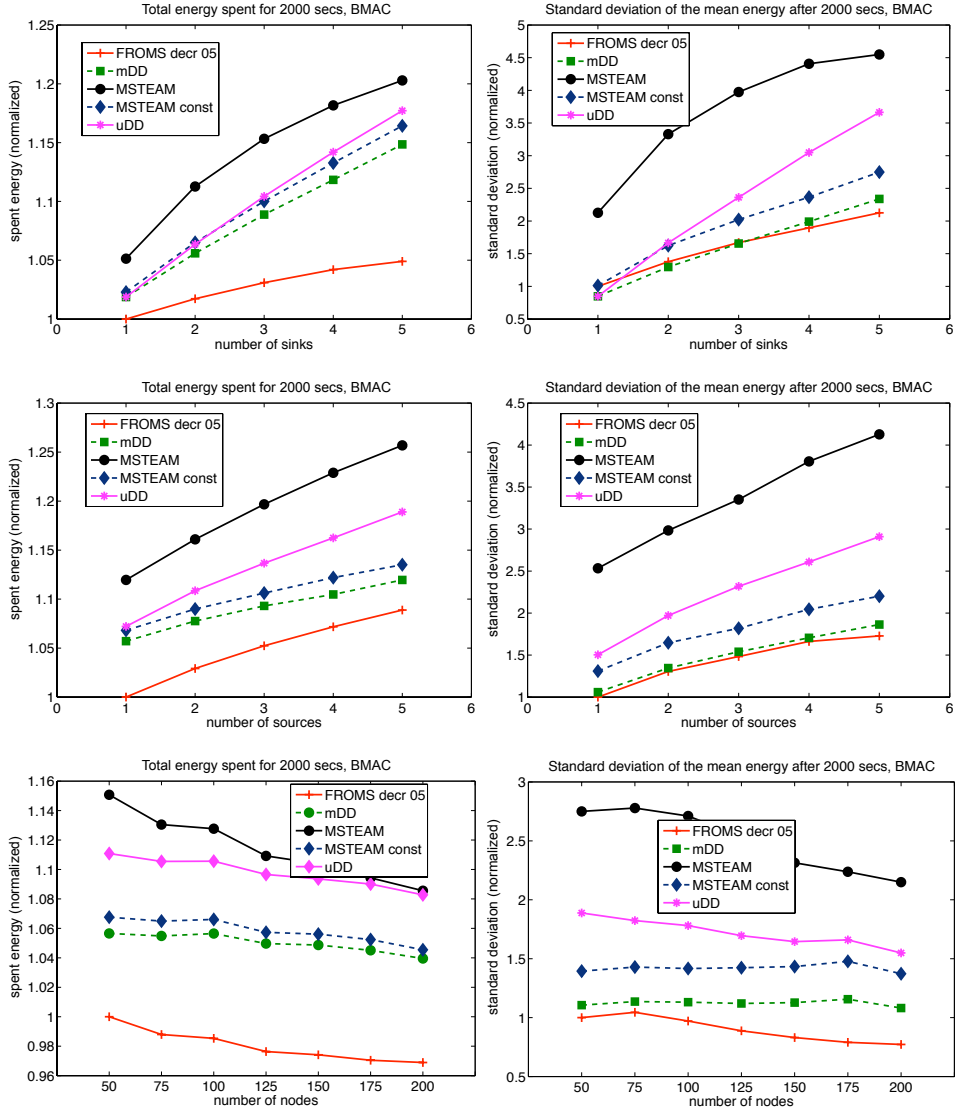 Total energy spent for 2000 secs, BMAC
1.25
1.2
1.15
1.1
1.05
1
spent energy (normalized)
FROMS decr 05
mDD
MSTEAM
MSTEAM const
uDD
0 1 2 3 4 5 6
number of sinks
Standard deviation of the mean energy after 2000 secs, BMAC
5
4.5
4
3.5
3
2.5
2
1.5
1
0.5
standard deviation (normalized)
FROMS decr 05
mDD
MSTEAM
MSTEAM const
uDD
0 1 2 3 4 5 6
number of sinks
Total energy spent for 2000 secs, BMAC
1.3
1.25
1.2
1.15
1.1
1.05
1
spent energy (normalized)
FROMS decr 05
mDD
MSTEAM
MSTEAM const
uDD
0 1 2 3 4 5 6
number of sources
Standard deviation of the mean energy after 2000 secs, BMAC
4.5
4
3.5
3
2.5
2
1.5
1
standard deviation (normalized)
FROMS decr 05
mDD
MSTEAM
MSTEAM const
uDD
0 1 2 3 4 5 6
number of sources
Total energy spent for 2000 secs, BMAC
1.16
1.14
1.12
1.1
1.08
1.06
1.04
1.02
1
0.98
0.96
spent energy (normalized)
FROMS decr 05
mDD
MSTEAM
MSTEAM const
uDD
50 75 100 125 150 175 200
number of nodes
Standard deviation of the mean energy after 2000 secs, BMAC
3
2.5
2
1.5
1
0.5
standard deviation (normalized)
FROMS decr 05
mDD
MSTEAM
MSTEAM const
uDD
50 75 100 125 150 175 200
number of nodes